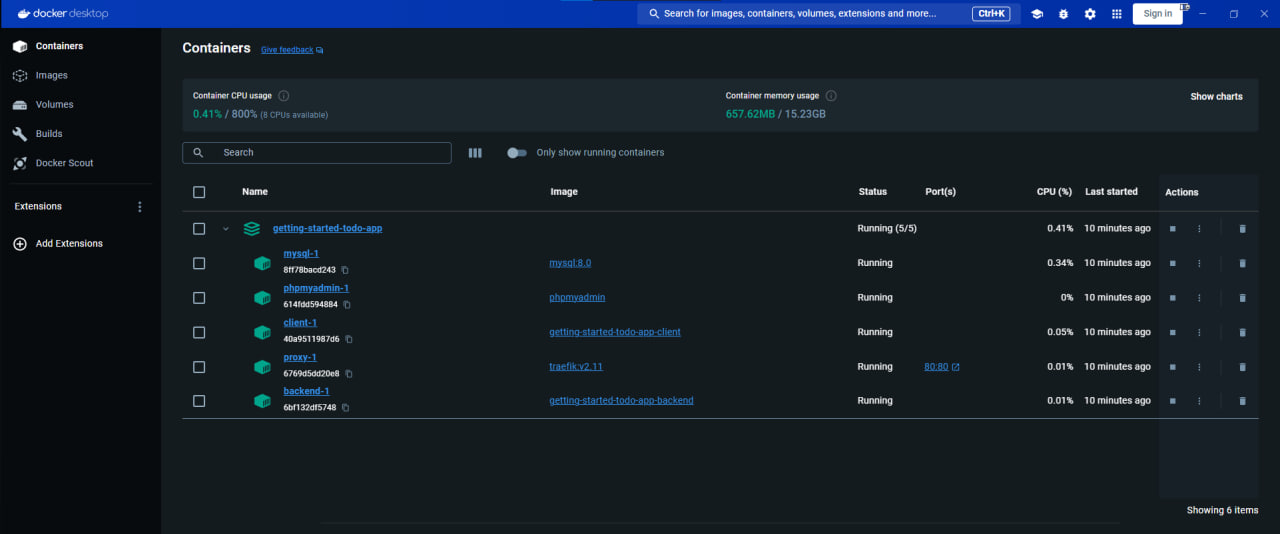 docker desktop
Search for images, containers, volumes, extensions and more... Ctrl+K
Sign in
Containers
Images
Volumes
Builds
Docker Scout
Extensions
Add Extensions
Containers Give feedback
Container CPU usage
0.41% / 800% (8 CPUs available)
Container memory usage
657.62MB / 15.23GB
Show charts
Search
Only show running containers
Name Image Status Port(s) CPU (%) Last started Actions
getting-started-todo-app Running (5/5) 0.41% 10 minutes ago
mysql-1
8ff78bacd243 mysql:8.0 Running 0.34% 10 minutes ago
phpmyadmin-1
614fdd594884 phpmyadmin Running 0% 10 minutes ago
client-1
40a9511987d6 getting-started-todo-app-client Running 0.05% 10 minutes ago
proxy-1
6769d5dd20e8 traefik:v2.11 Running 80:80 0.01% 10 minutes ago
backend-1
6bf132df5748 getting-started-todo-app-backend Running 0.01% 10 minutes ago
Showing 6 items